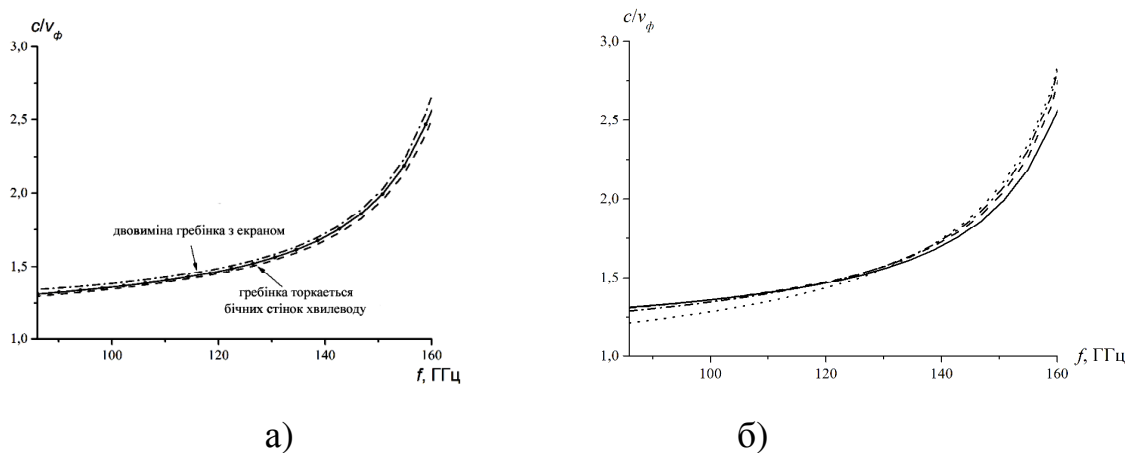 c/vф
3,0
2,5
2,0
1,5
1,0
двовиміна гребінка з екраном
гребінка торкається
бічних стінок хвилеводу
100
120
140
160
f, ГГц
а)
c/vф
3,0
2,5
2,0
1,5
1,0
100
120
140
160
f, ГГц
б)